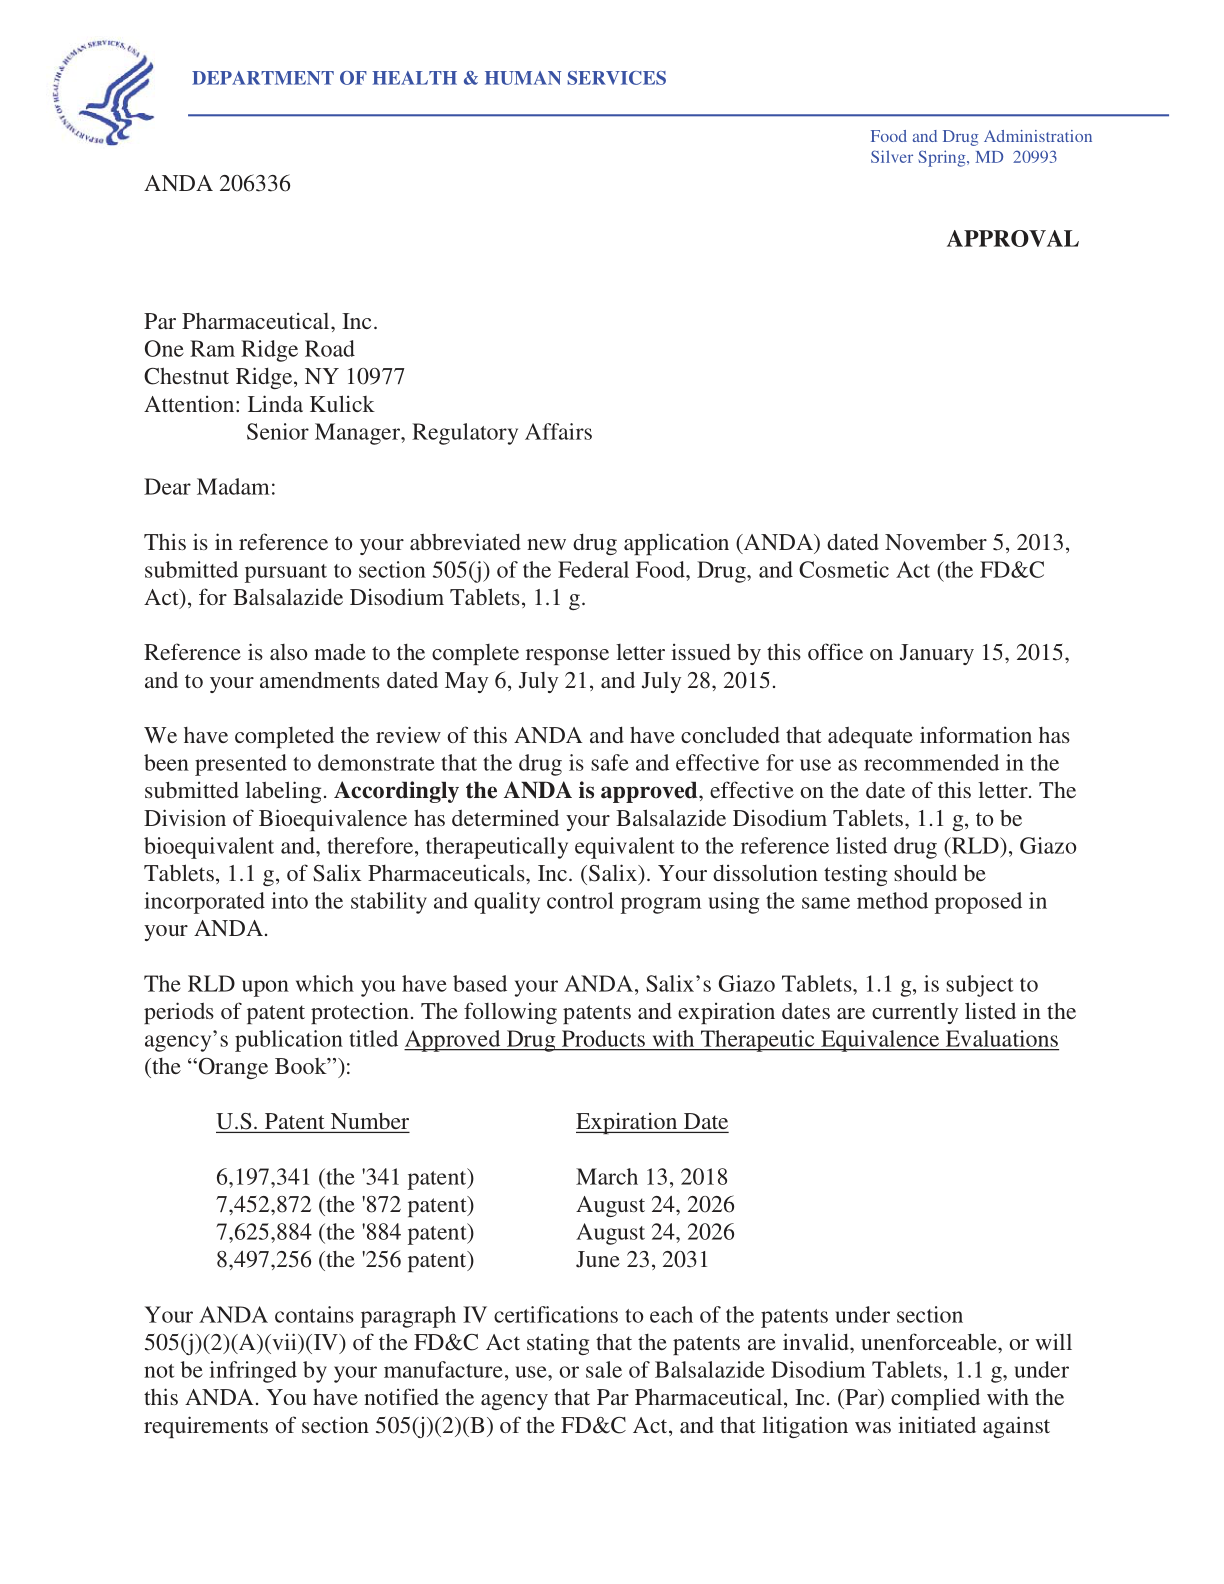 DEPARTMENT OF HEALTH & HUMAN SERVICES, USA
DEPARTMENT OF HEALTH & HUMAN SERVICES
Food and Drug Administration
Silver Spring, MD 20993
ANDA 206336
APPROVAL
Par Pharmaceutical, Inc.
One Ram Ridge Road
Chestnut Ridge, NY 10977
Attention: Linda Kulick
Senior Manager, Regulatory Affairs
Dear Madam:
This is in reference to your abbreviated new drug application (ANDA) dated November 5, 2013,
submitted pursuant to section 505(j) of the Federal Food, Drug, and Cosmetic Act (the FD&C
Act), for Balsalazide Disodium Tablets, 1.1 g.
Reference is also made to the complete response letter issued by this office on January 15, 2015,
and to your amendments dated May 6, July 21, and July 28, 2015.
We have completed the review of this ANDA and have concluded that adequate information has
been presented to demonstrate that the drug is safe and effective for use as recommended in the
submitted labeling. Accordingly the ANDA is approved, effective on the date of this letter. The
Division of Bioequivalence has determined your Balsalazide Disodium Tablets, 1.1 g, to be
bioequivalent and, therefore, therapeutically equivalent to the reference listed drug (RLD), Giazo
Tablets, 1.1 g, of Salix Pharmaceuticals, Inc. (Salix). Your dissolution testing should be
incorporated into the stability and quality control program using the same method proposed in
your ANDA.
The RLD upon which you have based your ANDA, Salix’s Giazo Tablets, 1.1 g, is subject to
periods of patent protection. The following patents and expiration dates are currently listed in the
agency’s publication titled Approved Drug Products with Therapeutic Equivalence Evaluations
(the “Orange Book”):
U.S. Patent Number Expiration Date
6,197,341 (the '341 patent) March 13, 2018
7,452,872 (the '872 patent) August 24, 2026
7,625,884 (the '884 patent) August 24, 2026
8,497,256 (the '256 patent) June 23, 2031
Your ANDA contains paragraph IV certifications to each of the patents under section
505(j)(2)(A)(vii)(IV) of the FD&C Act stating that the patents are invalid, unenforceable, or will
not be infringed by your manufacture, use, or sale of Balsalazide Disodium Tablets, 1.1 g, under
this ANDA. You have notified the agency that Par Pharmaceutical, Inc. (Par) complied with the
requirements of section 505(j)(2)(B) of the FD&C Act, and that litigation was initiated against